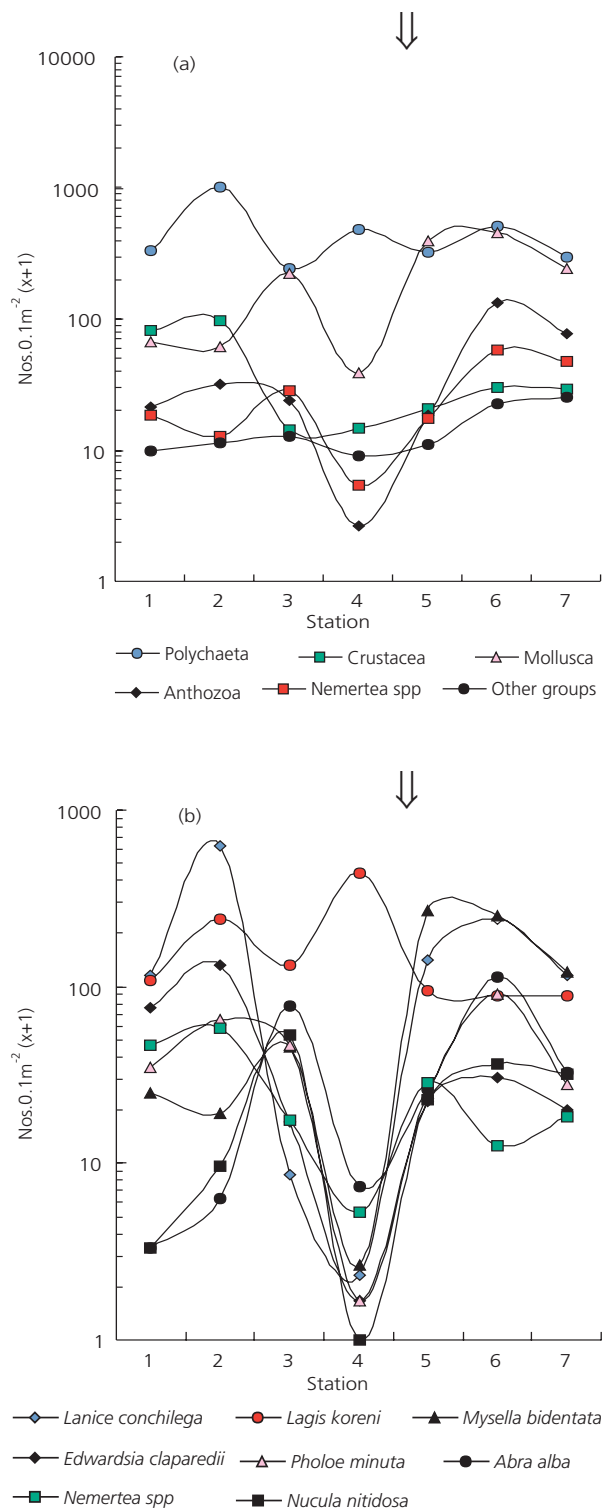 (a)
10000
1000
100
10
1
Nos.0.1m-2 (x+1)
1 2 3 4 5 6 7
Station
Polychaeta Crustacea Mollusca
Anthozoa Nemertea spp Other groups
(b)
1000
100
10
1
Nos.0.1m-2 (x+1)
1 2 3 4 5 6 7
Station
Lanice conchilega Lagis koreni Mysella bidentata
Edwardsia claparedii Pholoe minuta Abra alba
Nemertea spp Nucula nitidosa